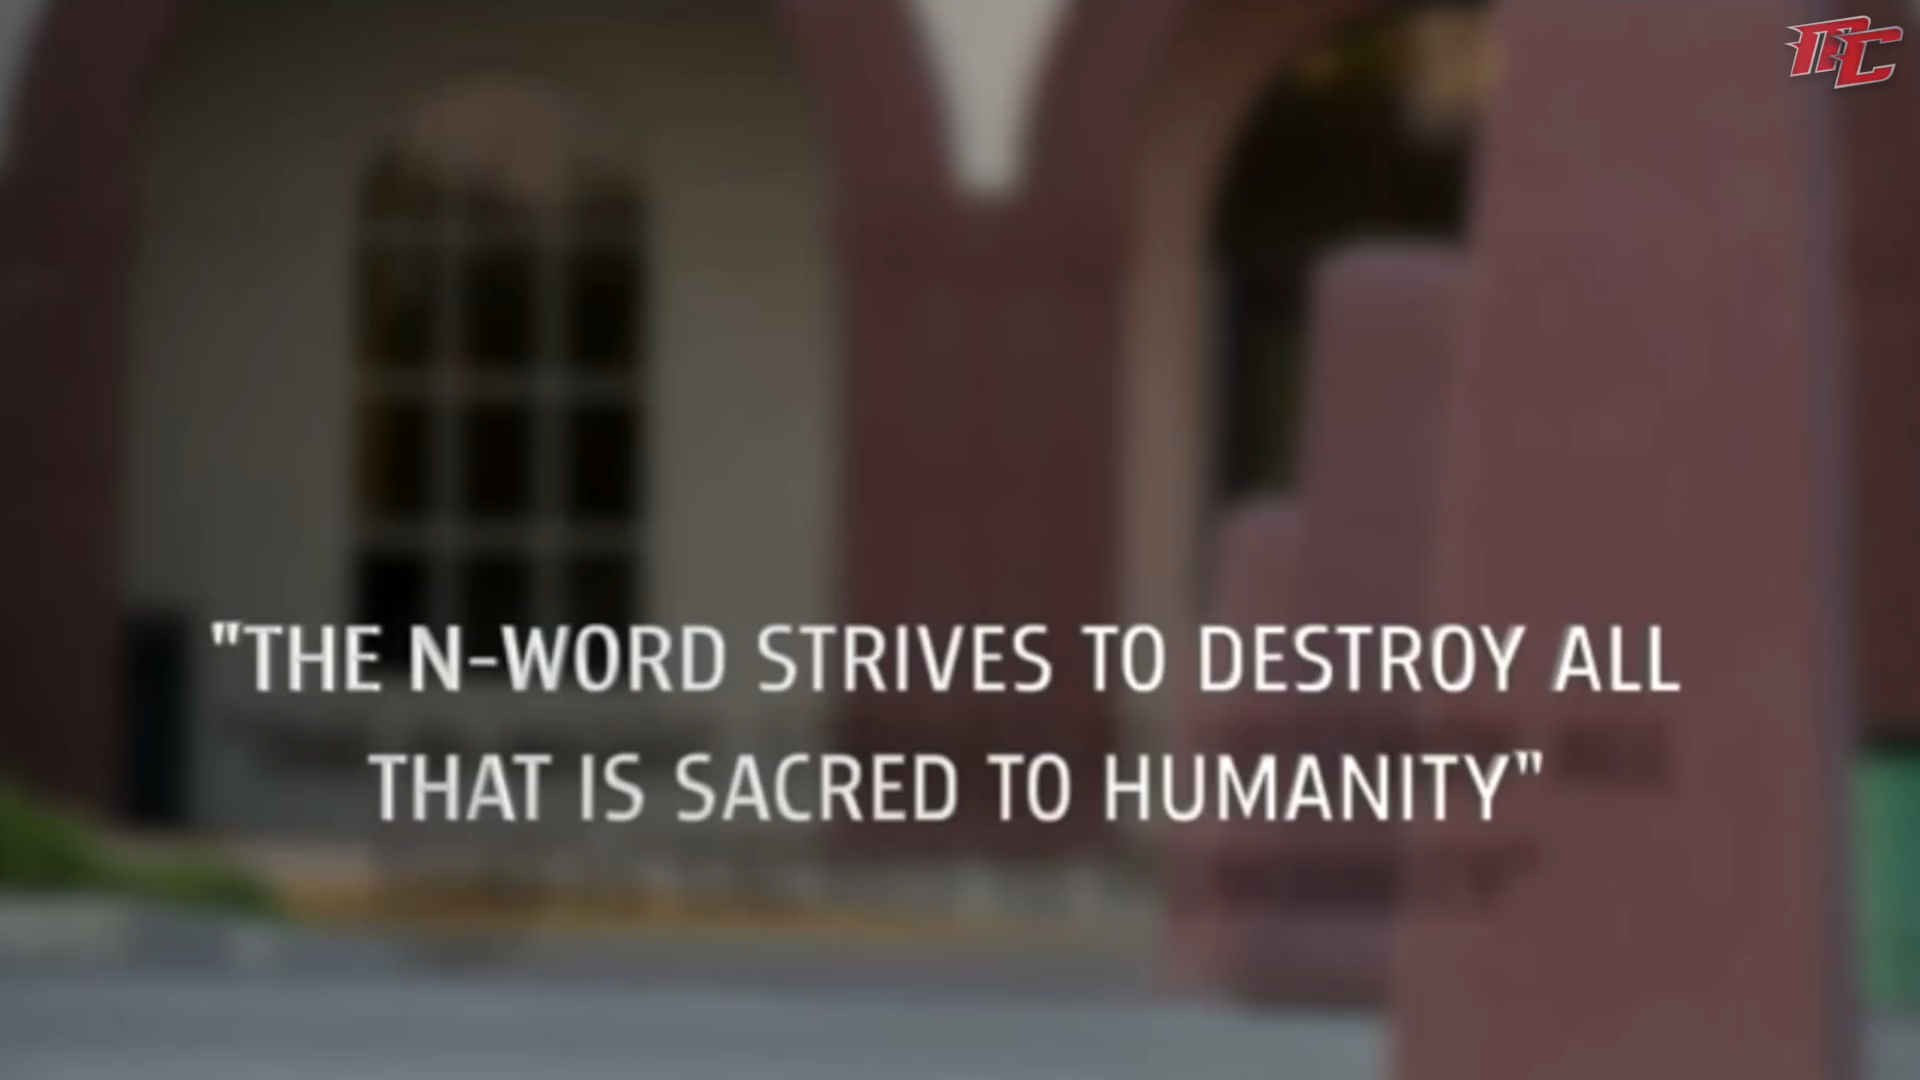 "THE N-WORD STRIVES TO DESTROY ALL
THAT IS SACRED TO HUMANITY"